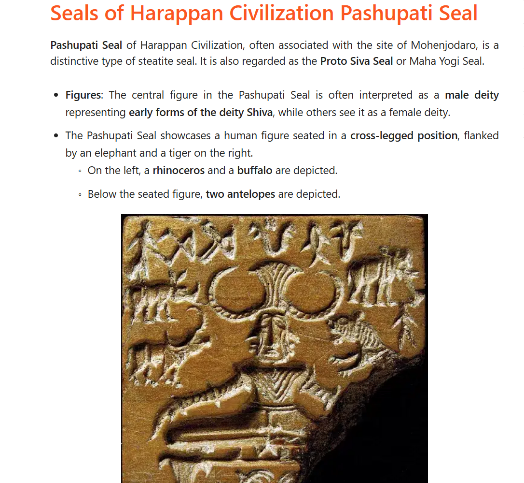 Seals of Harappan Civilization Pashupati Seal
Pashupati Seal of Harappan Civilization, often associated with the site of Mohenjodaro, is a
distinctive type of steatite seal. It is also regarded as the Proto Siva Seal or Maha Yogi Seal.
• Figures: The central figure in the Pashupati Seal is often interpreted as a male deity
representing early forms of the deity Shiva, while others see it as a female deity.
• The Pashupati Seal showcases a human figure seated in a cross-legged position, flanked
by an elephant and a tiger on the right.
◦ On the left, a rhinoceros and a buffalo are depicted.
◦ Below the seated figure, two antelopes are depicted.